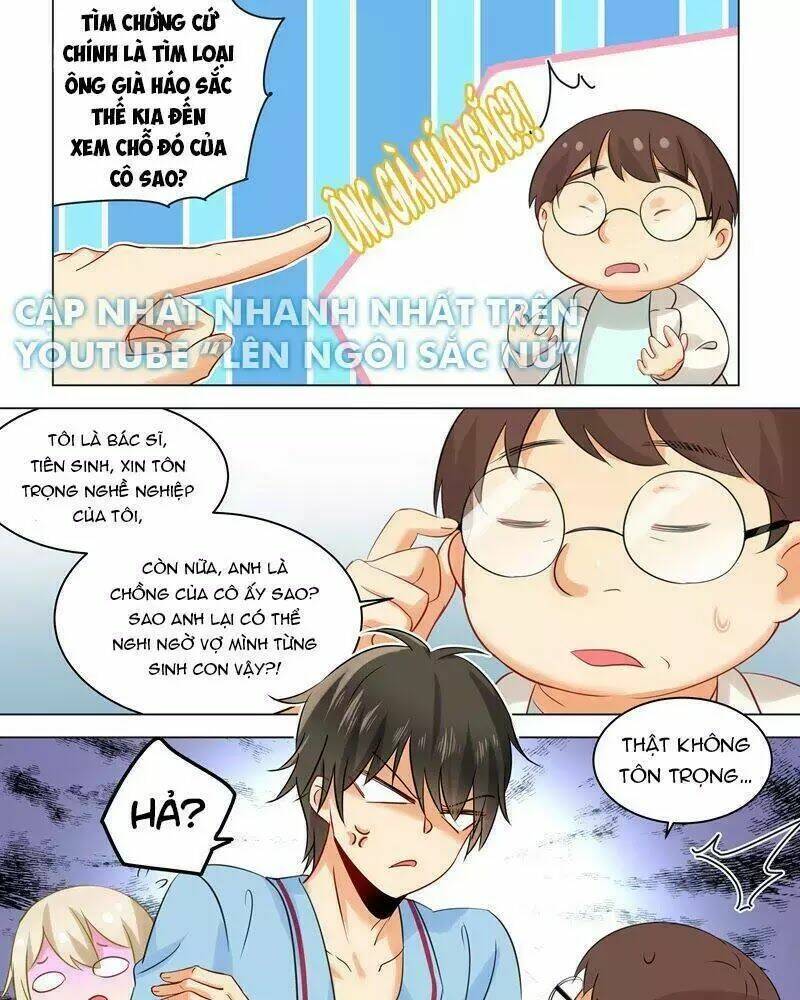 TÌM CHỨNG CỨ
CHÍNH LÀ TÌM LOẠI
ÔNG GIÀ HÁO SẮC
THẾ KIA ĐẾN
XEM CHỖ ĐÓ CỦA
CÔ SAO?
ÔNG GIÀ HÁO SẮC?!
CẬP NHẬT NHANH NHẤT TRÊN
YOUTUBE "LÊN NGÔI SẮC NỮ"
TÔI LÀ BÁC SĨ,
TIÊN SINH, XIN TÔN
TRỌNG NGHỀ NGHIỆP
CỦA TÔI,
CÒN NỮA, ANH LÀ
CHỒNG CỦA CÔ ẤY SAO?
SAO ANH LẠI CÓ THỂ
NGHI NGỜ VỢ MÌNH TỪNG
SINH CON VẬY?!
THẬT KHÔNG
TÔN TRỌNG...
HẢ?